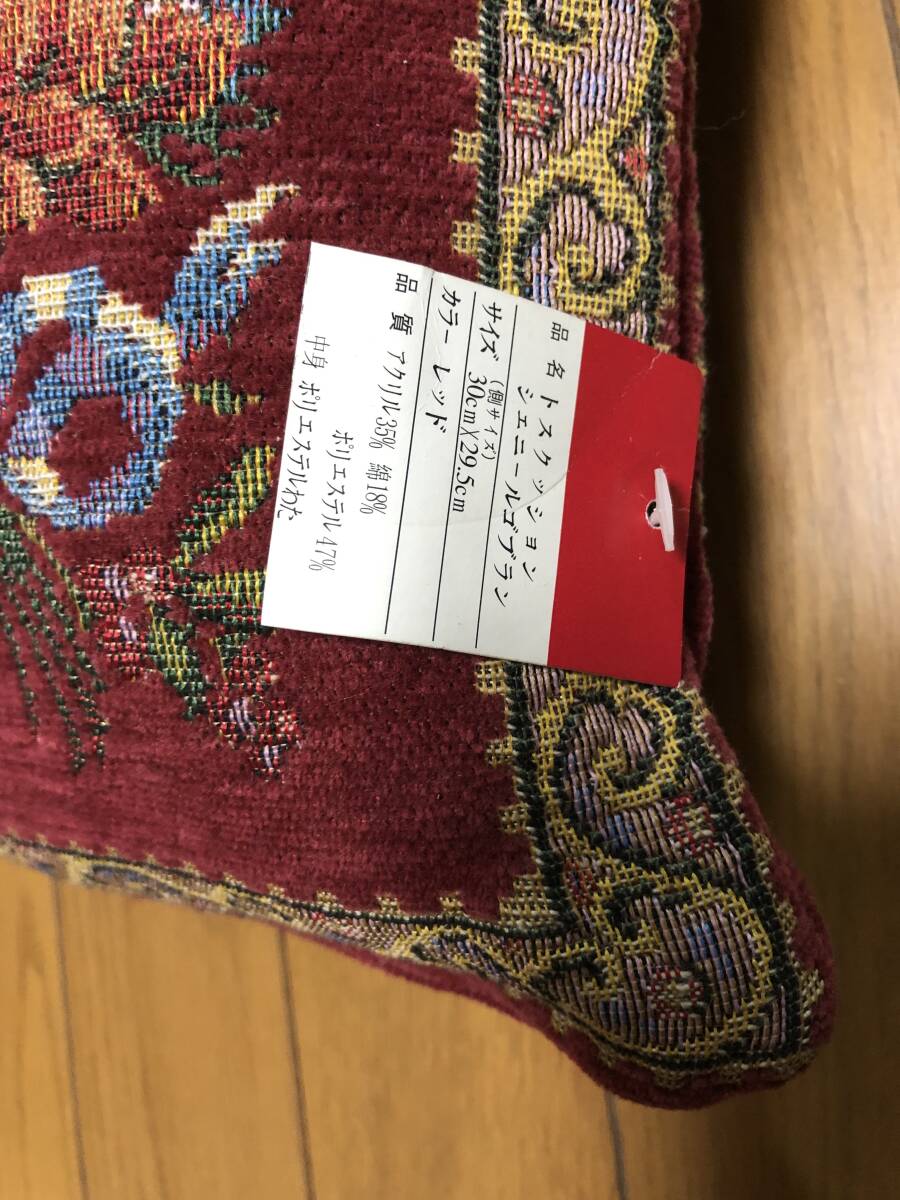 品 名 トスクッション
ジェニールゴブラン
サイズ (側サイズ) 30cm×29.5cm
カラー レッド
品 質 アクリル35% 綿18%
ポリエステル47%
中身 ポリエステルわた